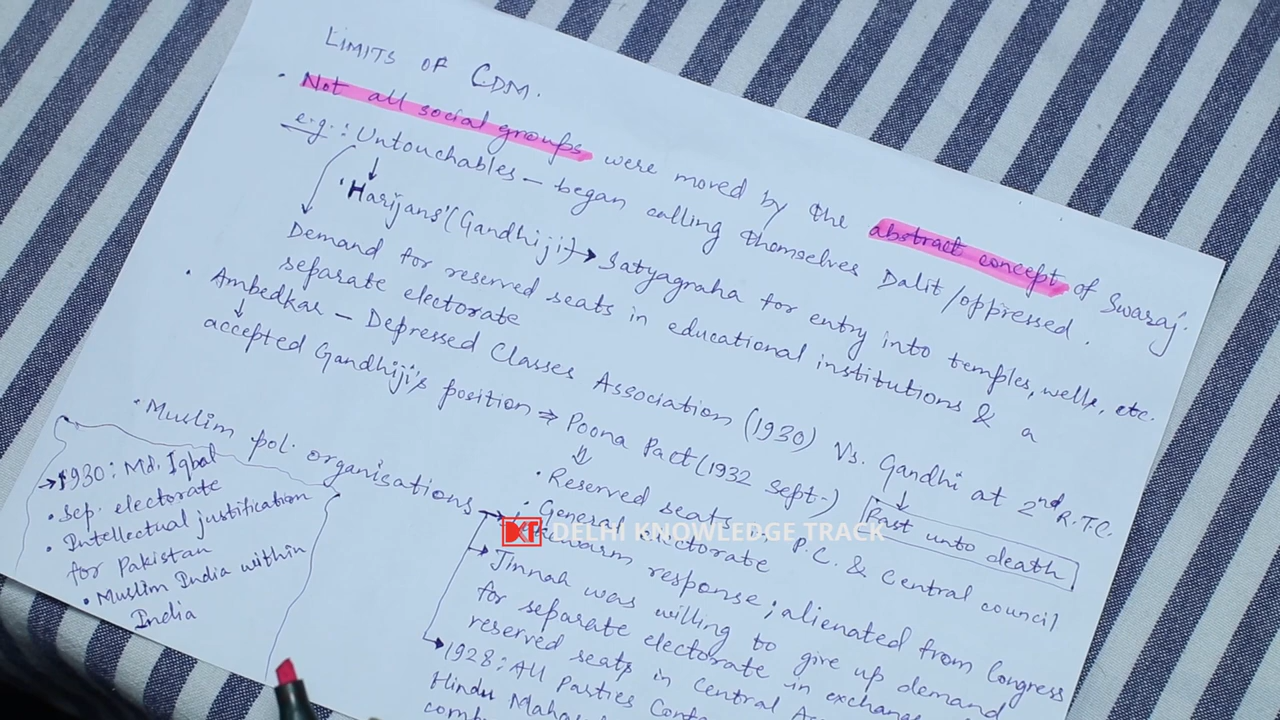 LIMITS OF CDM.
• Not all social groups were moved by the abstract concept of Swaraj.
e.g.: Untouchables – began calling themselves Dalit/oppressed.
'Harijans' (Gandhiji) → Satyagraha for entry into temples, wells, etc.
Demand for reserved seats in educational institutions & a
separate electorate
• Ambedkar – Depressed Classes Association (1930) Vs. Gandhi at 2nd R.T.C.
Fast unto death
accepted Gandhiji's position ⇒ Poona Pact (1932 Sept.)
• Reserved seats P.C. & Central council
• General electorate
• Muslim pol. organisations → Lukewarm response; alienated from Congress
→ Jinnah was willing to give up demand
for separate electorate in exchange
reserved seats in Central
→ 1928: All Parties
Hindu
→ 1930: Md. Iqbal
• Sep. electorate
• Intellectual justification
for Pakistan
• Muslim India within
India
DKT DELHI KNOWLEDGE TRACK